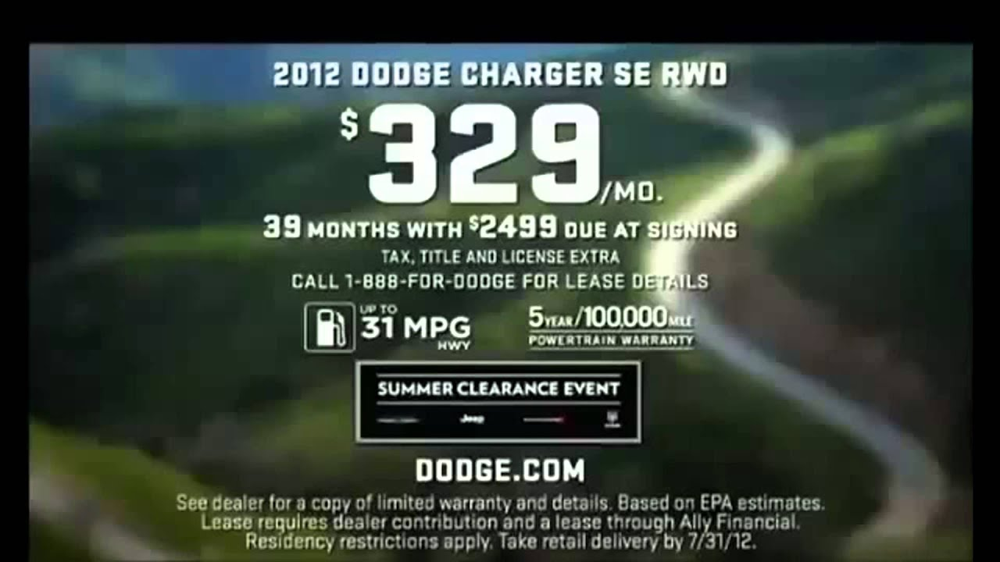 2012 DODGE CHARGER SE RWD
$329/MO.
39 MONTHS WITH $2499 DUE AT SIGNING
TAX, TITLE AND LICENSE EXTRA
CALL 1-888-FOR-DODGE FOR LEASE DETAILS
UP TO
31 MPG
HWY
5 YEAR/100,000 MILE
POWERTRAIN WARRANTY
SUMMER CLEARANCE EVENT
Jeep
DODGE.COM
See dealer for a copy of limited warranty and details. Based on EPA estimates.
Lease requires dealer contribution and a lease through Ally Financial.
Residency restrictions apply. Take retail delivery by 7/31/12.